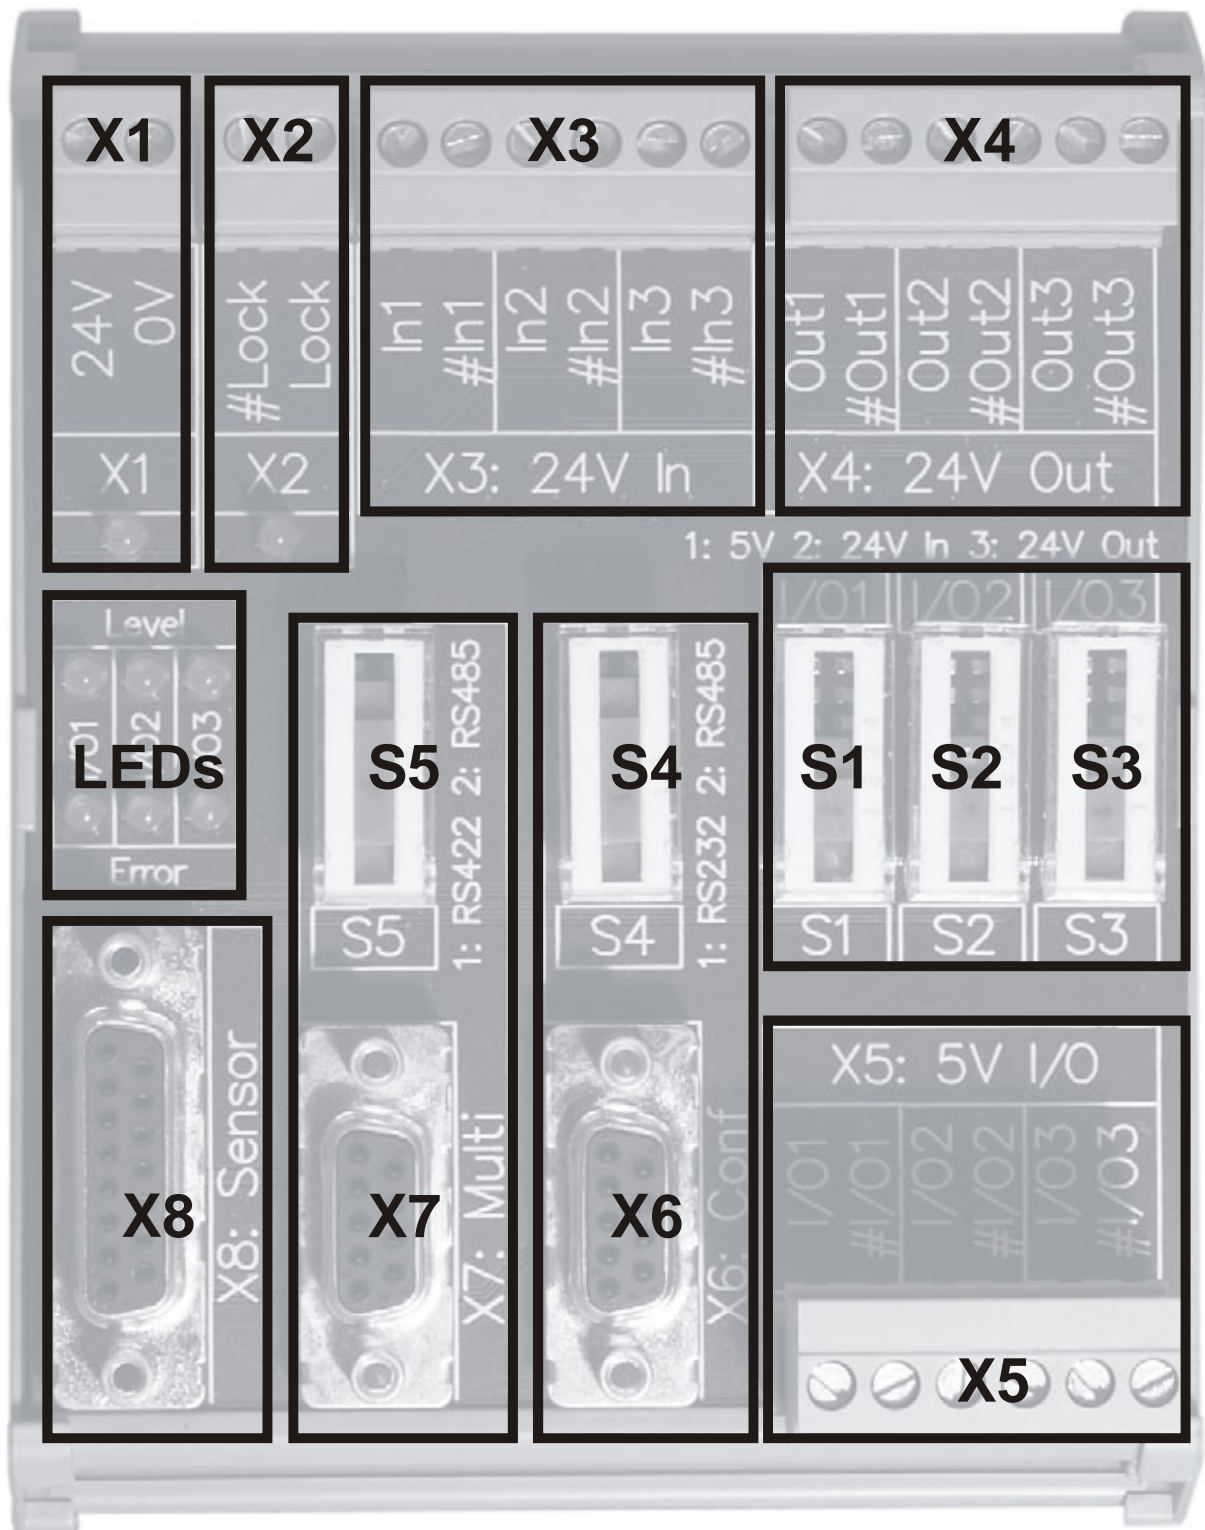 X1
X2
X3
X4
24V
0V
#Lock
Lock
In1
#In1
In2
#In2
In3
#In3
Out1
#Out1
Out2
#Out2
Out3
#Out3
X1
X2
X3: 24V In
X4: 24V Out
1: 5V 2: 24V In 3: 24V Out
I/O1
I/O2
I/O3
Level
LEDs
Error
S5
1: RS422 2: RS485
S5
S4
1: RS232 2: RS485
S4
S1
S2
S3
S1
S2
S3
X8
X8: Sensor
X7
X7: Multi
X6
X6: Conf
X5: 5V I/O
I/O1
#I/O1
I/O2
#I/O2
I/O3
#I/O3
X5